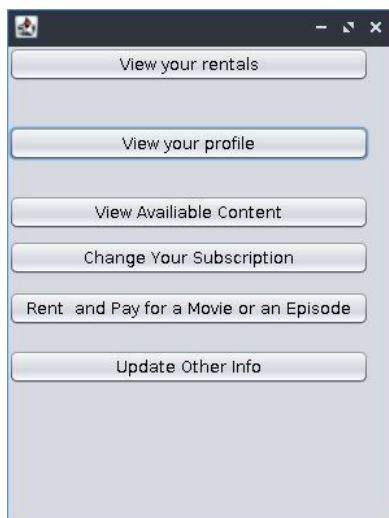 View your rentals
View your profile
View Availiable Content
Change Your Subscription
Rent  and Pay for a Movie or an Episode
Update Other Info